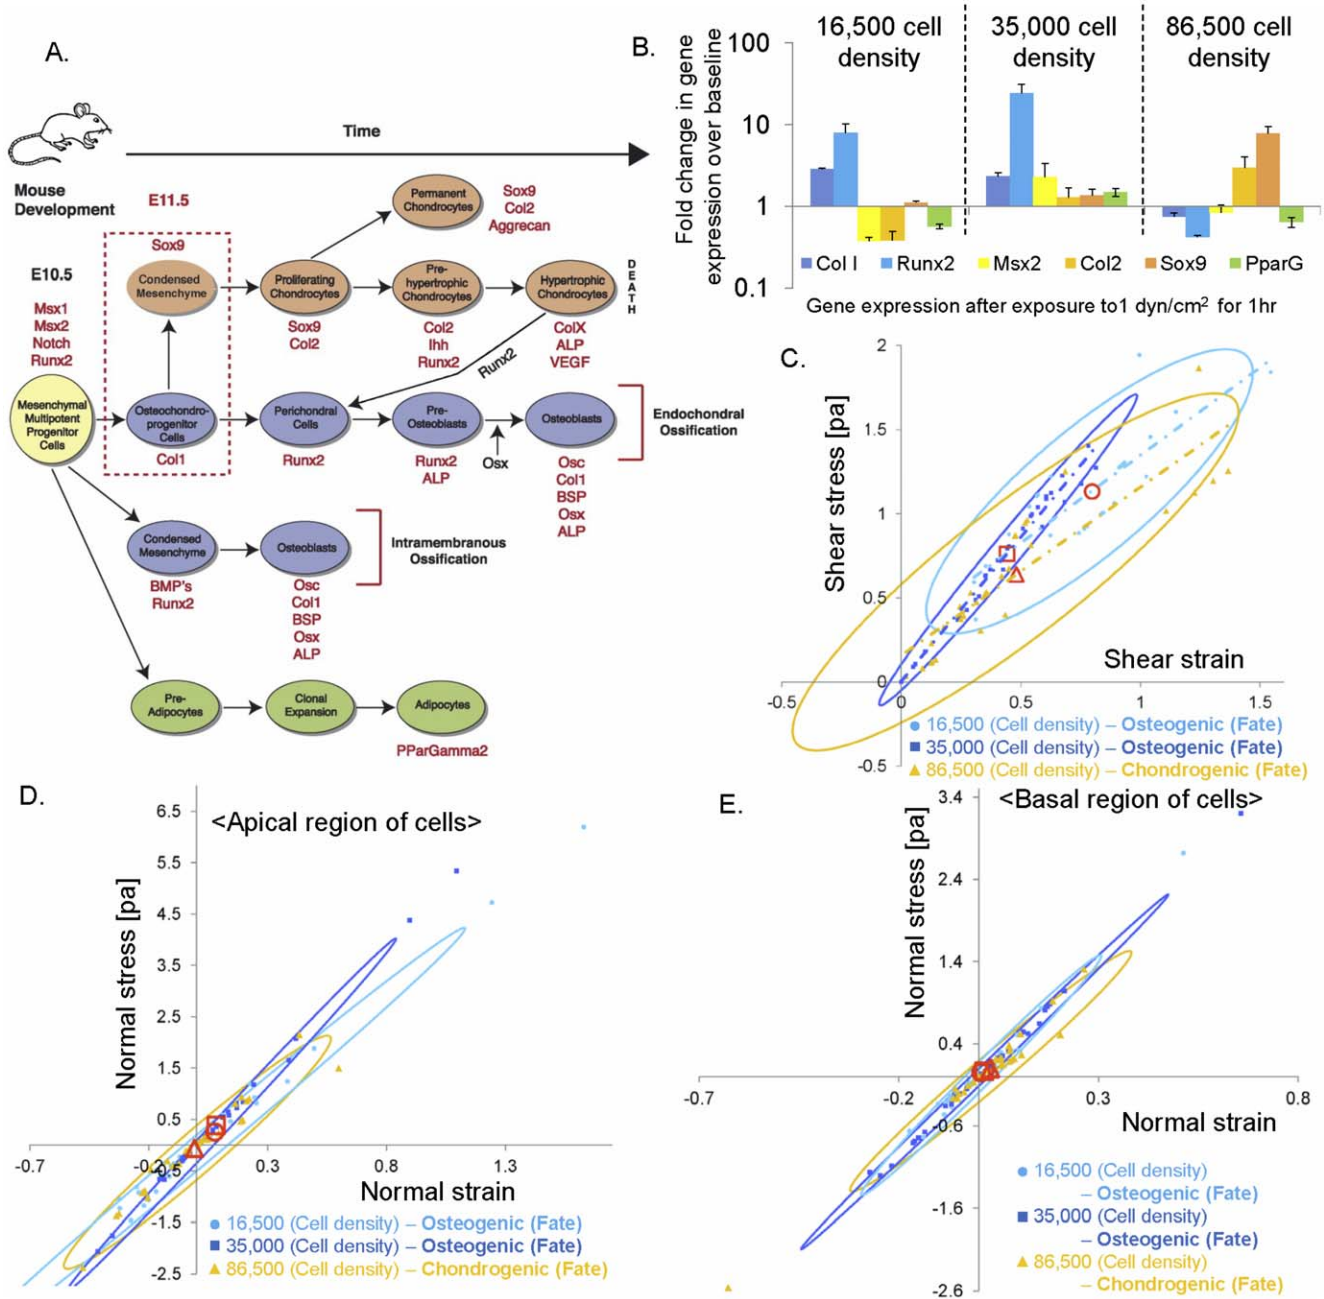 A.
Time
Mouse
Development
E11.5
E10.5
Msx1
Msx2
Notch
Runx2
Mesenchymal
Multipotent
Progenitor
Cells
Sox9
Condensed
Mesenchyme
Osteochondro-
progenitor
Cells
Col1
Proliferating
Chondrocytes
Sox9
Col2
Permanent
Chondrocytes
Sox9
Col2
Aggrecan
Pre-
hypertrophic
Chondrocytes
Col2
Ihh
Runx2
Hypertrophic
Chondrocytes
ColX
ALP
VEGF
D
E
A
T
H
Runx2
Perichondral
Cells
Runx2
Pre-
Osteoblasts
Runx2
ALP
Osx
Osteoblasts
Osc
Col1
BSP
Osx
ALP
Endochondral
Ossification
Condensed
Mesenchyme
BMP's
Runx2
Osteoblasts
Osc
Col1
BSP
Osx
ALP
Intramembranous
Ossification
Pre-
Adipocytes
Clonal
Expansion
Adipocytes
PParGamma2
B.
Fold change in gene
expression over baseline
100
10
1
0.1
16,500 cell
density
35,000 cell
density
86,500 cell
density
Col I
Runx2
Msx2
Col2
Sox9
PparG
Gene expression after exposure to1 dyn/cm² for 1hr
C.
Shear stress [pa]
2
1.5
1
0.5
0
-0.5
-0.5
0
0.5
1
1.5
Shear strain
16,500 (Cell density) – Osteogenic (Fate)
35,000 (Cell density) – Osteogenic (Fate)
86,500 (Cell density) – Chondrogenic (Fate)
D.
<Apical region of cells>
Normal stress [pa]
6.5
5.5
4.5
3.5
2.5
1.5
0.5
-0.5
-1.5
-2.5
-0.7
-0.2
0.3
0.8
1.3
Normal strain
16,500 (Cell density) – Osteogenic (Fate)
35,000 (Cell density) – Osteogenic (Fate)
86,500 (Cell density) – Chondrogenic (Fate)
E.
<Basal region of cells>
Normal stress [pa]
3.4
2.4
1.4
0.4
-0.6
-1.6
-2.6
-0.7
-0.2
0.3
0.8
Normal strain
16,500 (Cell density)
– Osteogenic (Fate)
35,000 (Cell density)
– Osteogenic (Fate)
86,500 (Cell density)
– Chondrogenic (Fate)